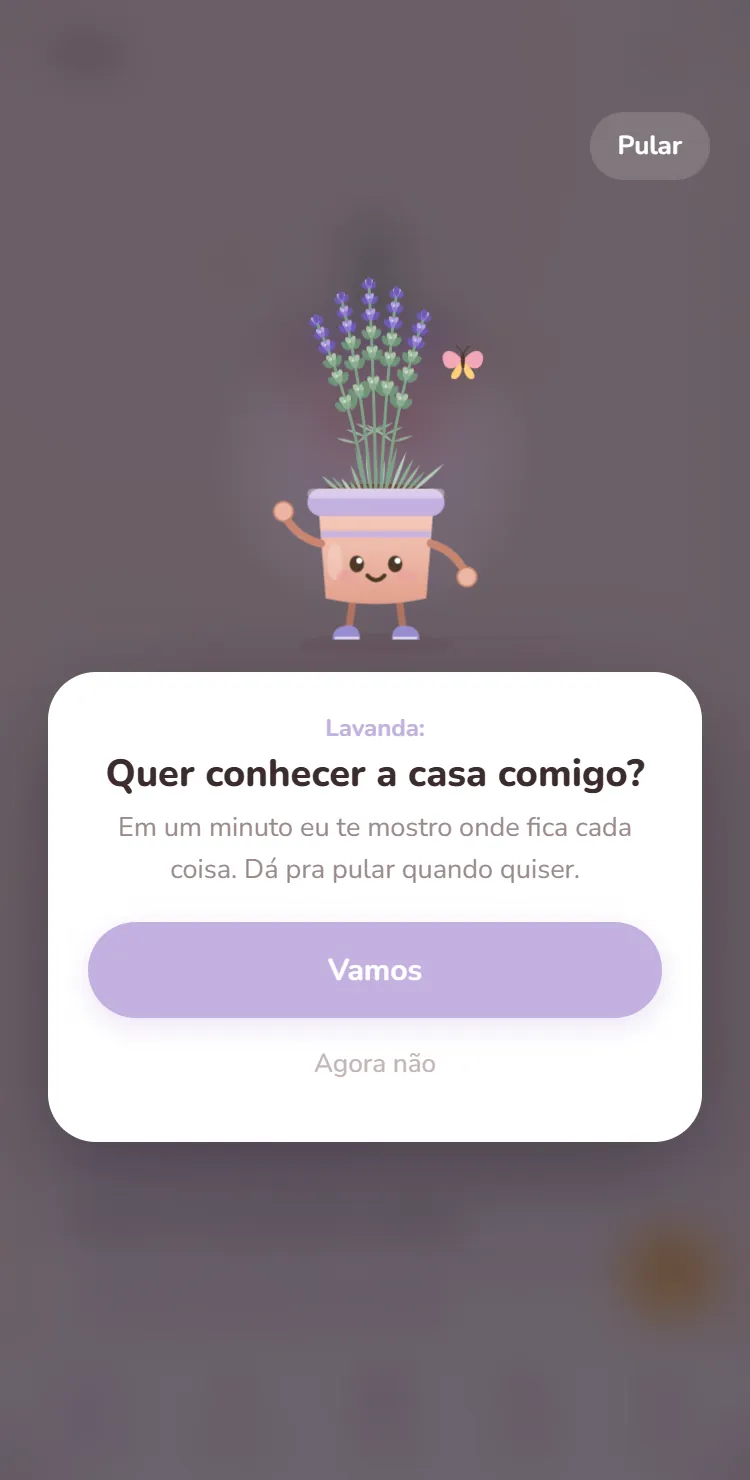 Pular
Lavanda:
Quer conhecer a casa comigo?
Em um minuto eu te mostro onde fica cada
coisa. Dá pra pular quando quiser.
Vamos
Agora não